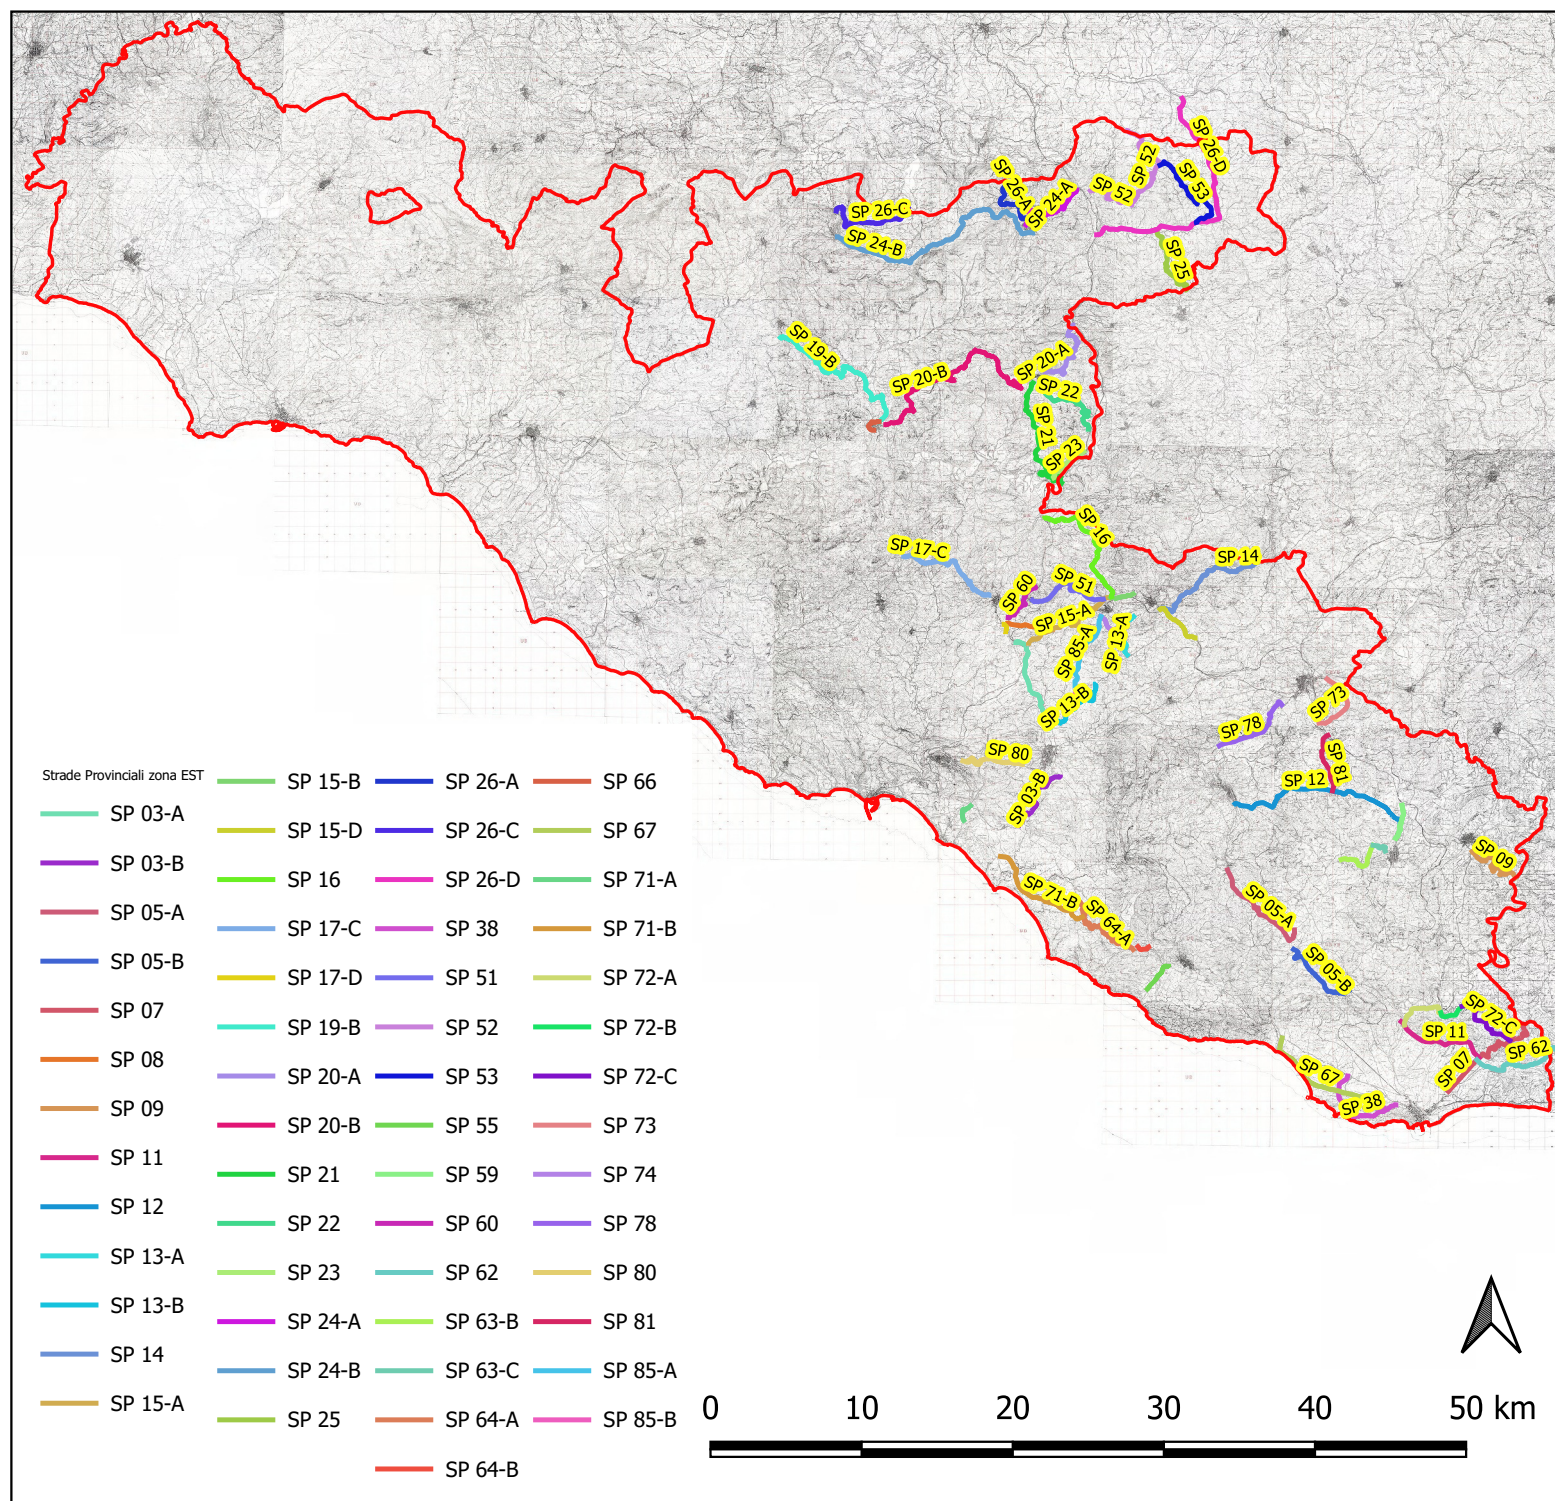 SP 26-D
SP 52
SP 52
SP 53
SP 26-A
SP 24-A
SP 26-C
SP 24-B
SP 25
SP 19-B
SP 20-B
SP 20-A
SP 22
SP 21
SP 23
SP 16
SP 17-C
SP 14
SP 51
SP 60
SP 15-A
SP 13-A
SP 85-A
SP 13-B
SP 73
SP 78
SP 80
SP 81
SP 12
SP 03-B
SP 09
SP 71-B
SP 64-A
SP 05-A
SP 05-B
SP 72-C
SP 11
SP 62
SP 07
SP 67
SP 38
Strade Provinciali zona EST
SP 03-A
SP 03-B
SP 05-A
SP 05-B
SP 07
SP 08
SP 09
SP 11
SP 12
SP 13-A
SP 13-B
SP 14
SP 15-A
SP 15-B
SP 15-D
SP 16
SP 17-C
SP 17-D
SP 19-B
SP 20-A
SP 20-B
SP 21
SP 22
SP 23
SP 24-A
SP 24-B
SP 25
SP 26-A
SP 26-C
SP 26-D
SP 38
SP 51
SP 52
SP 53
SP 55
SP 59
SP 60
SP 62
SP 63-B
SP 63-C
SP 64-A
SP 64-B
SP 66
SP 67
SP 71-A
SP 71-B
SP 72-A
SP 72-B
SP 72-C
SP 73
SP 74
SP 78
SP 80
SP 81
SP 85-A
SP 85-B
0 10 20 30 40 50 km